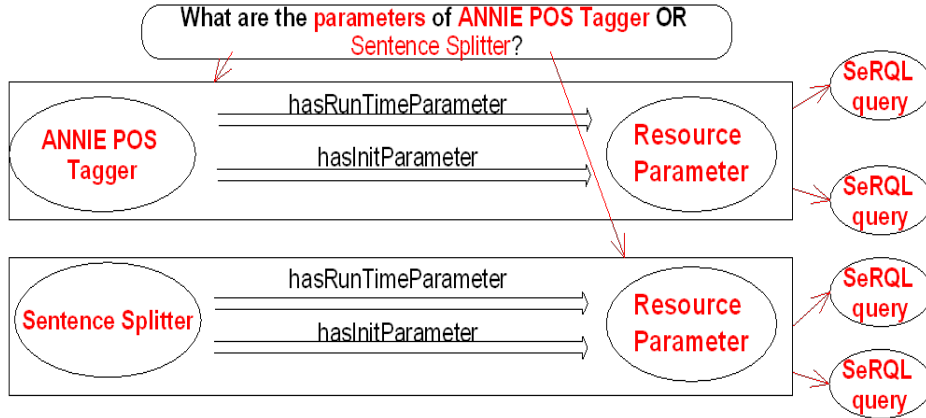 What are the parameters of ANNIE POS Tagger OR
Sentence Splitter?
hasRunTimeParameter
ANNIE POS
Tagger
hasInitParameter
Resource
Parameter
SeRQL
query
SeRQL
query
hasRunTimeParameter
Sentence Splitter
hasInitParameter
Resource
Parameter
SeRQL
query
SeRQL
query